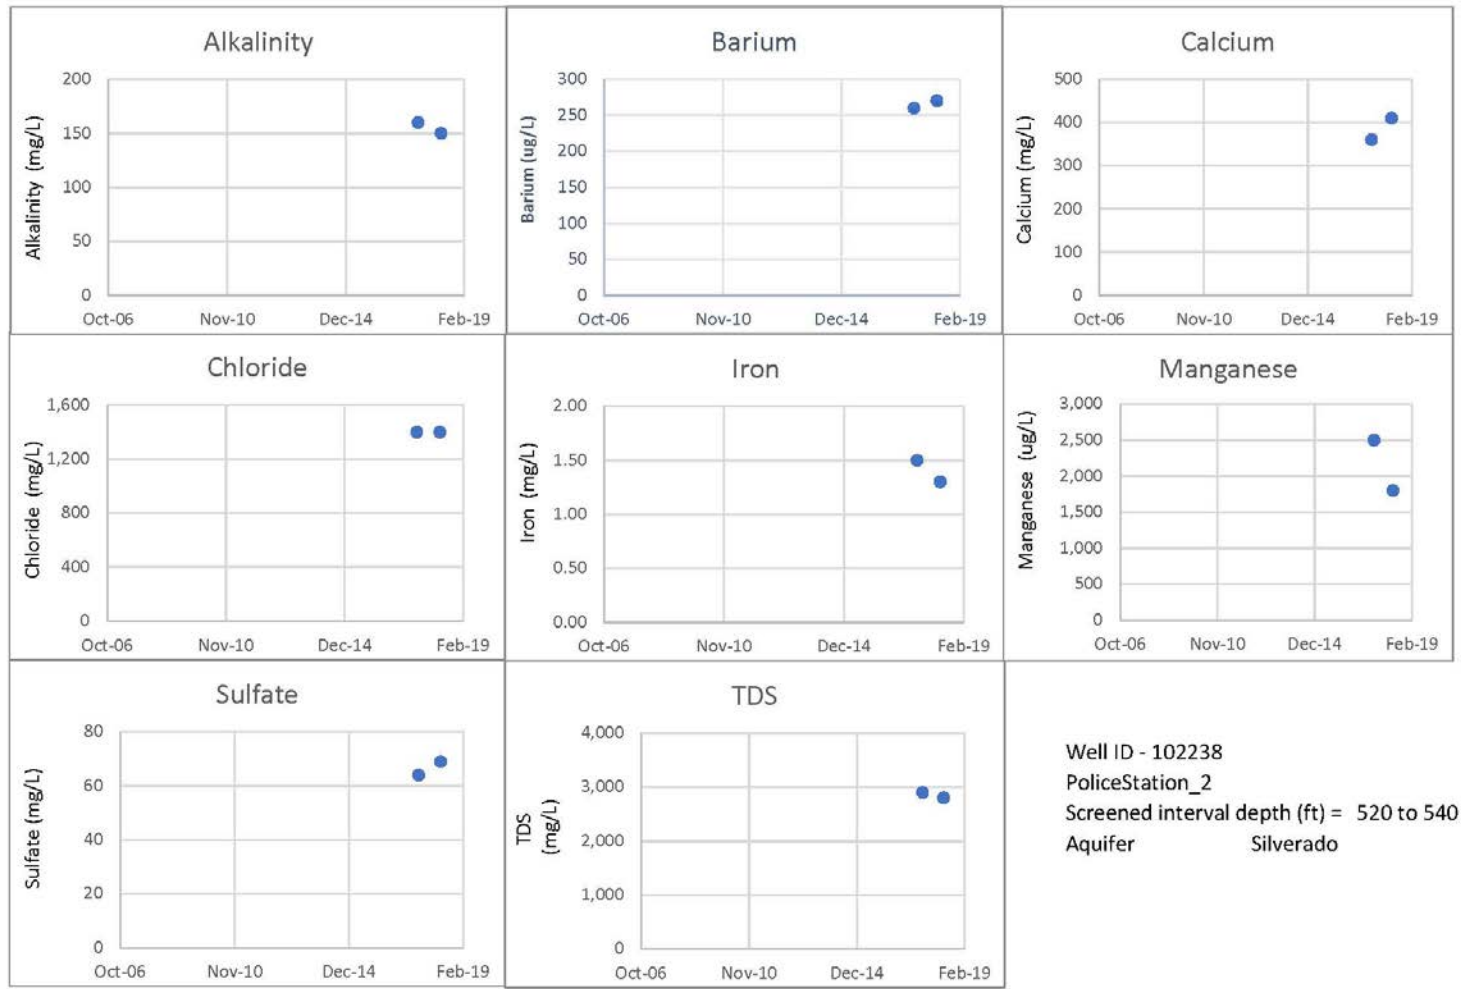 Alkalinity
Alkalinity (mg/L)
200
150
100
50
0
Oct-06 Nov-10 Dec-14 Feb-19
Barium
Barium (ug/L)
300
250
200
150
100
50
0
Oct-06 Nov-10 Dec-14 Feb-19
Calcium
Calcium (mg/L)
500
400
300
200
100
0
Oct-06 Nov-10 Dec-14 Feb-19
Chloride
Chloride (mg/L)
1,600
1,200
800
400
0
Oct-06 Nov-10 Dec-14 Feb-19
Iron
Iron (mg/L)
2.00
1.50
1.00
0.50
0.00
Oct-06 Nov-10 Dec-14 Feb-19
Manganese
Manganese (ug/L)
3,000
2,500
2,000
1,500
1,000
500
0
Oct-06 Nov-10 Dec-14 Feb-19
Sulfate
Sulfate (mg/L)
80
60
40
20
0
Oct-06 Nov-10 Dec-14 Feb-19
TDS
TDS
(mg/L)
4,000
3,000
2,000
1,000
0
Oct-06 Nov-10 Dec-14 Feb-19
Well ID - 102238
PoliceStation_2
Screened interval depth (ft) = 520 to 540
Aquifer Silverado